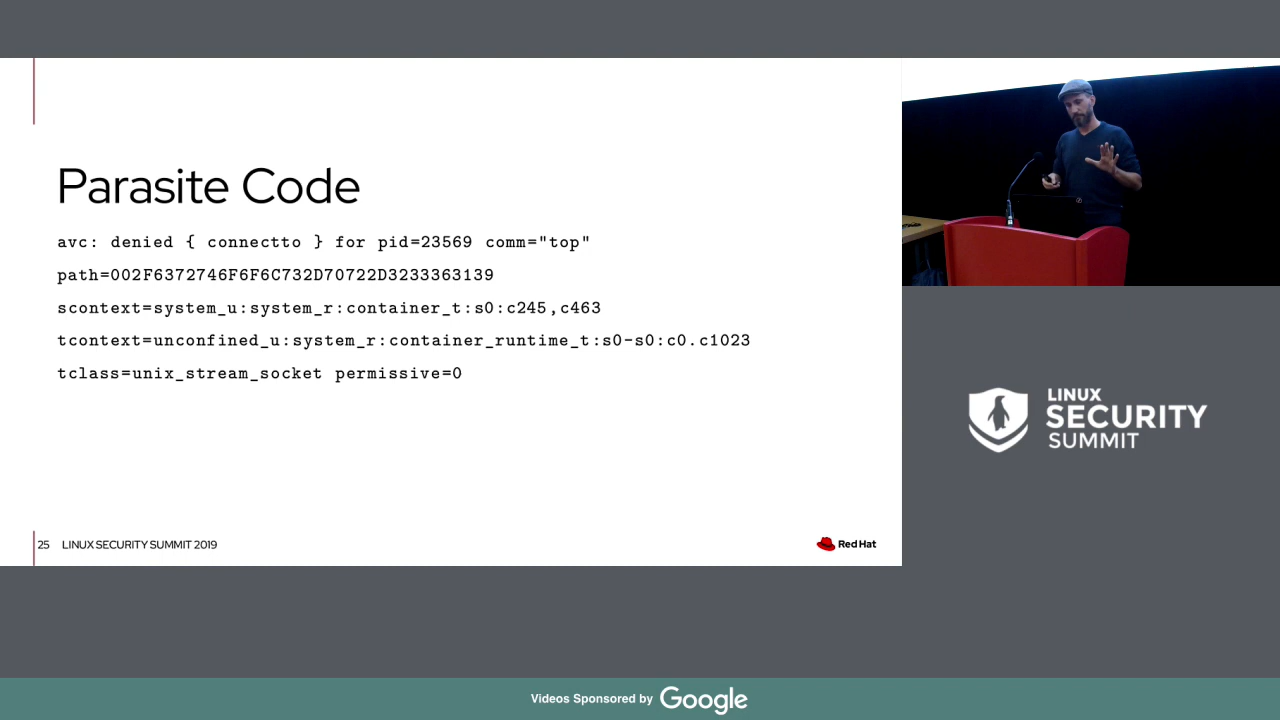 Parasite Code
avc: denied { connectto } for pid=23569 comm="top"
path=002F6372746F6F6C732D70722D3233363139
scontext=system_u:system_r:container_t:s0:c245,c463
tcontext=unconfined_u:system_r:container_runtime_t:s0-s0:c0.c1023
tclass=unix_stream_socket permissive=0
25 LINUX SECURITY SUMMIT 2019
Red Hat
LINUX
SECURITY
SUMMIT
Videos Sponsored by Google